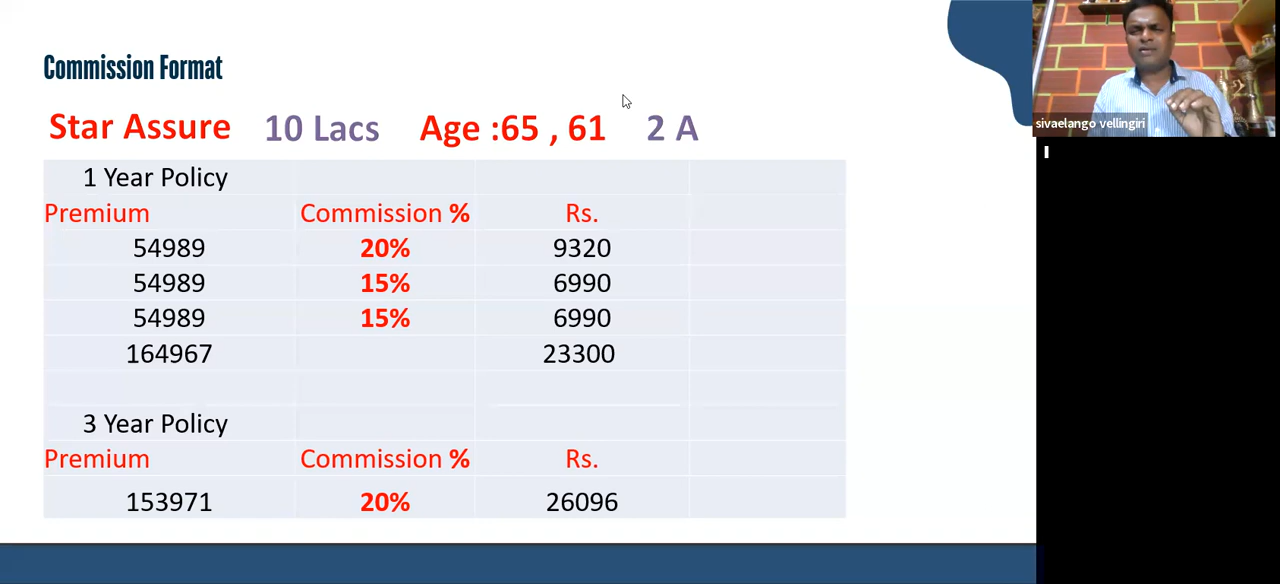 Commission Format
Star Assure 10 Lacs Age :65 , 61 2 A
1 Year Policy
Premium Commission % Rs.
54989 20% 9320
54989 15% 6990
54989 15% 6990
164967 23300
3 Year Policy
Premium Commission % Rs.
153971 20% 26096
sivaelango vellingiri